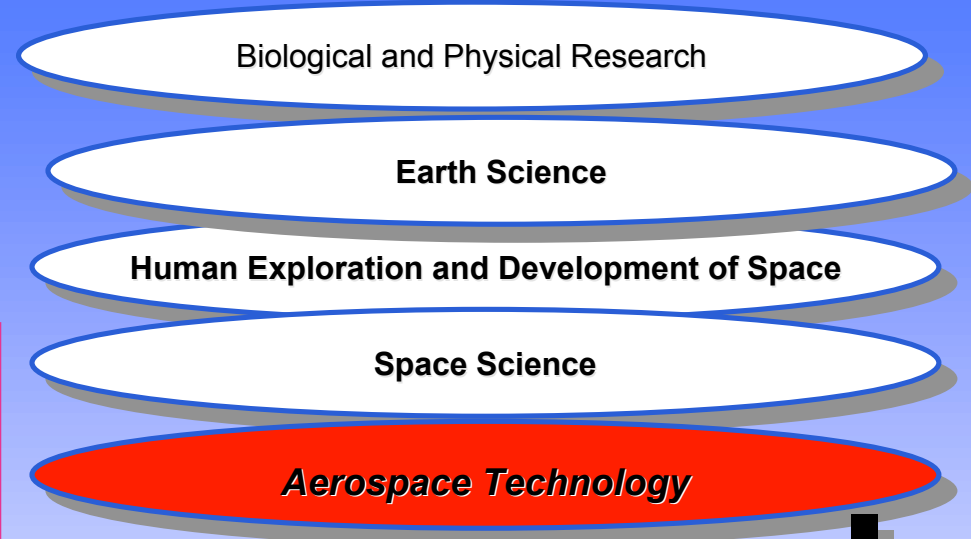 Biological and Physical Research
Earth Science
Human Exploration and Development of Space
Space Science
Aerospace Technology